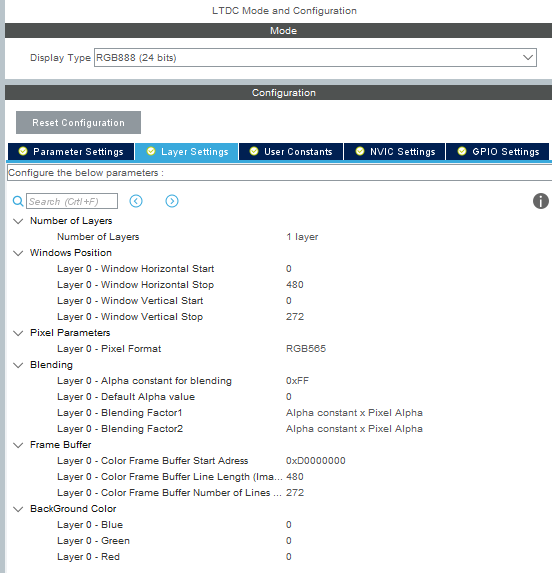 LTDC Mode and Configuration
Mode
Display Type RGB888 (24 bits)
Configuration
Reset Configuration
Parameter Settings Layer Settings User Constants NVIC Settings GPIO Settings
Configure the below parameters :
Search (Crtl+F)
Number of Layers
Number of Layers 1 layer
Windows Position
Layer 0 - Window Horizontal Start 0
Layer 0 - Window Horizontal Stop 480
Layer 0 - Window Vertical Start 0
Layer 0 - Window Vertical Stop 272
Pixel Parameters
Layer 0 - Pixel Format RGB565
Blending
Layer 0 - Alpha constant for blending 0xFF
Layer 0 - Default Alpha value 0
Layer 0 - Blending Factor1 Alpha constant x Pixel Alpha
Layer 0 - Blending Factor2 Alpha constant x Pixel Alpha
Frame Buffer
Layer 0 - Color Frame Buffer Start Adress 0xD0000000
Layer 0 - Color Frame Buffer Line Length (Ima... 480
Layer 0 - Color Frame Buffer Number of Lines ... 272
BackGround Color
Layer 0 - Blue 0
Layer 0 - Green 0
Layer 0 - Red 0